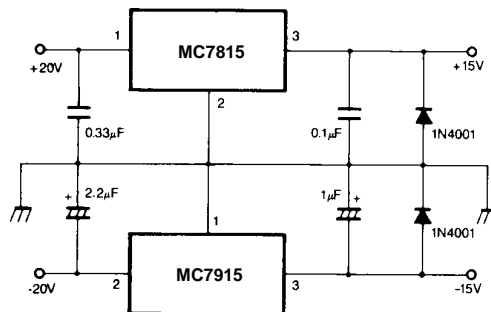 1
MC7815
3
+20V
+15V
2
0.33μF
0.1μF
1N4001
+
2.2μF
1μF
+
1N4001
1
2
MC7915
3
-20V
-15V